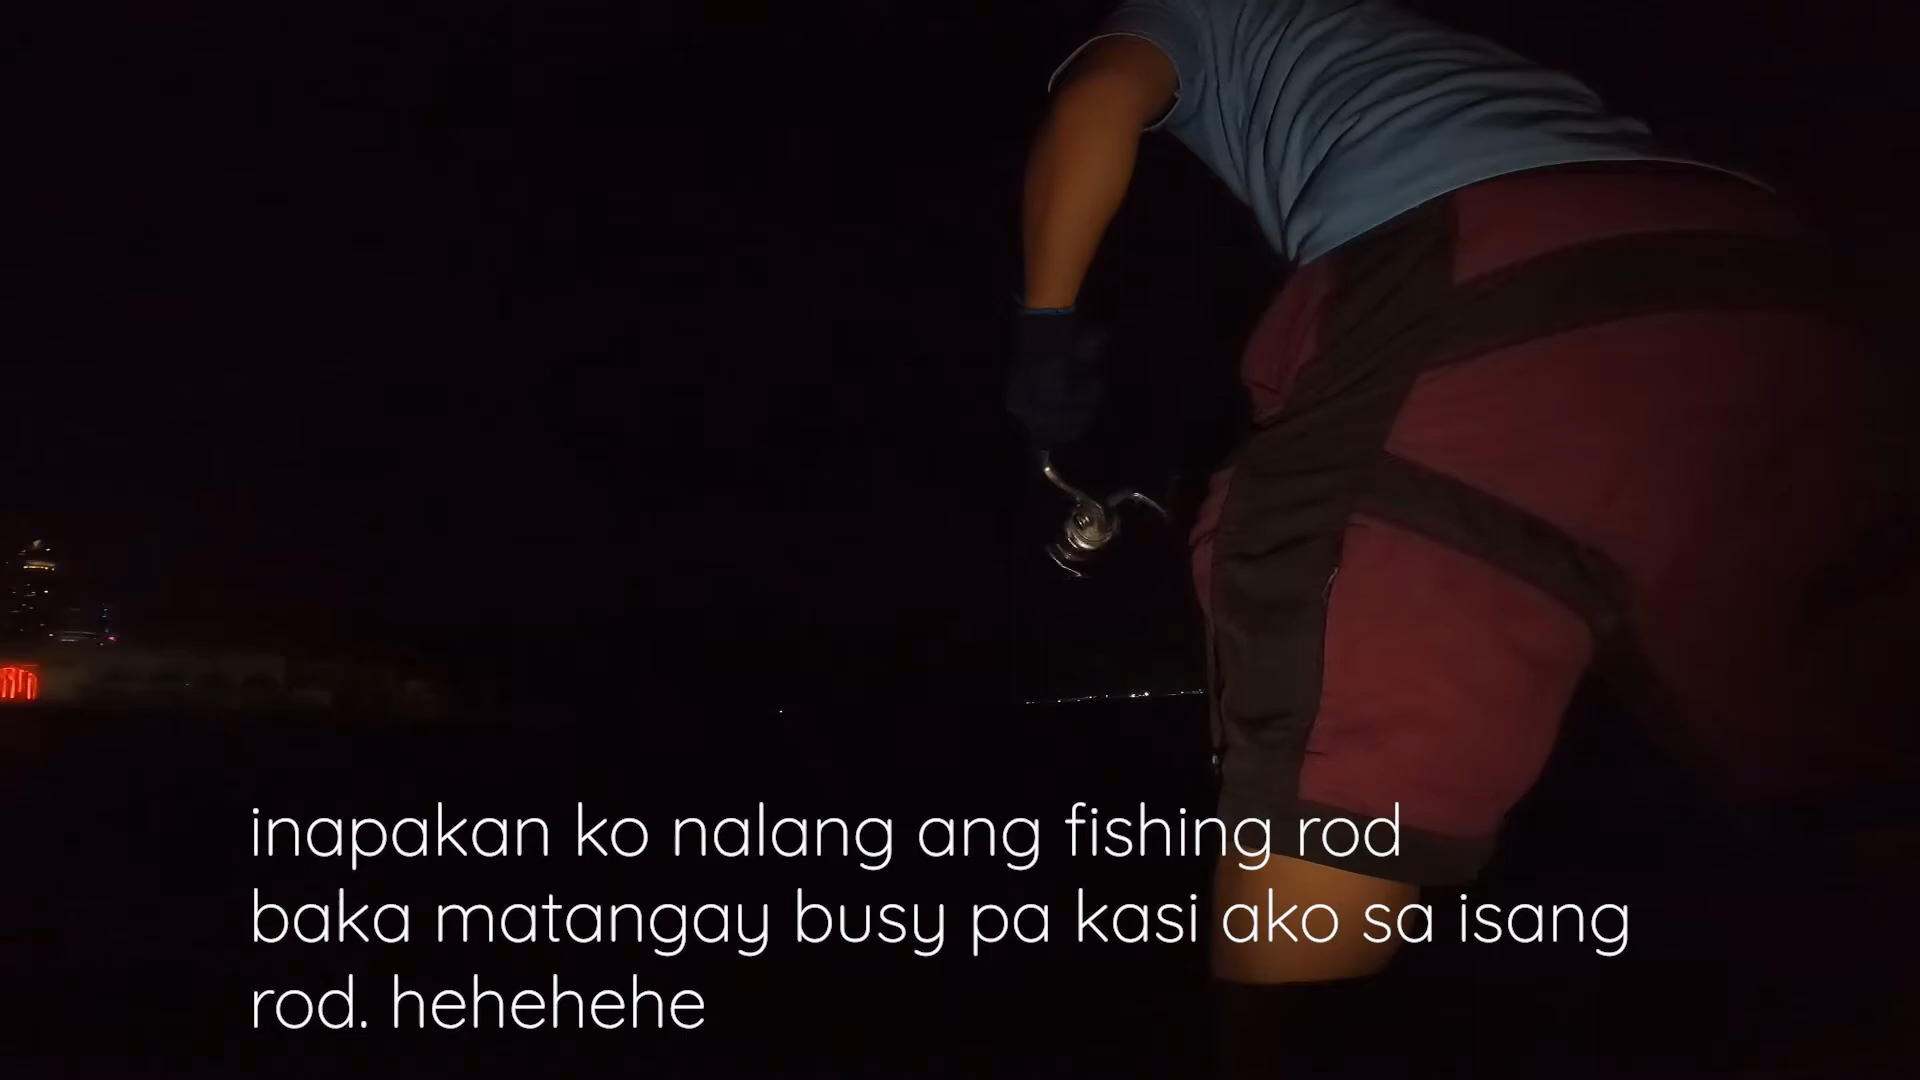 inapakan ko nalang ang fishing rod
baka matangay busy pa kasi ako sa isang
rod. hehehehe